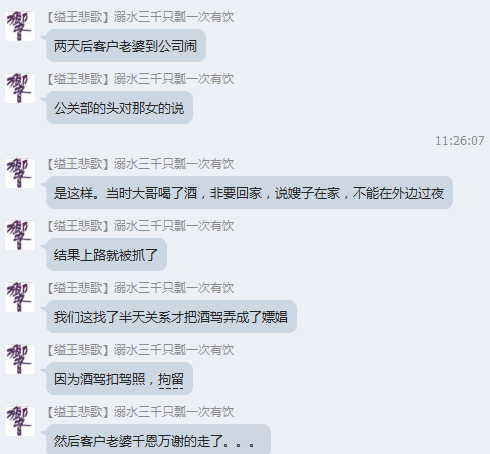 【缢王悲歌】溺水三千只瓢一次有饮
两天后客户老婆到公司闹
【缢王悲歌】溺水三千只瓢一次有饮
公关部的头对那女的说
11:26:07
【缢王悲歌】溺水三千只瓢一次有饮
是这样。当时大哥喝了酒，非要回家，说嫂子在家，不能在外边过夜
【缢王悲歌】溺水三千只瓢一次有饮
结果上路就被抓了
【缢王悲歌】溺水三千只瓢一次有饮
我们这找了半天关系才把酒驾弄成了嫖娼
【缢王悲歌】溺水三千只瓢一次有饮
因为酒驾扣驾照，拘留
【缢王悲歌】溺水三千只瓢一次有饮
然后客户老婆千恩万谢的走了。。。